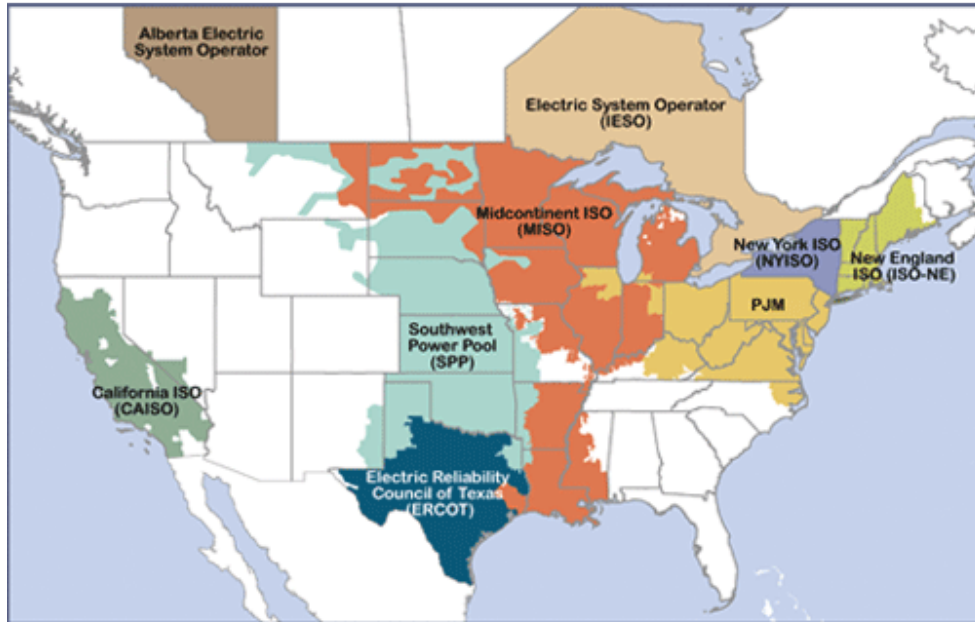 Alberta Electric
System Operator
Electric System Operator
(IESO)
Midcontinent ISO
(MISO)
New York ISO
(NYISO)
New England
ISO (ISO-NE)
PJM
Southwest
Power Pool
(SPP)
California ISO
(CAISO)
Electric Reliability
Council of Texas
(ERCOT)